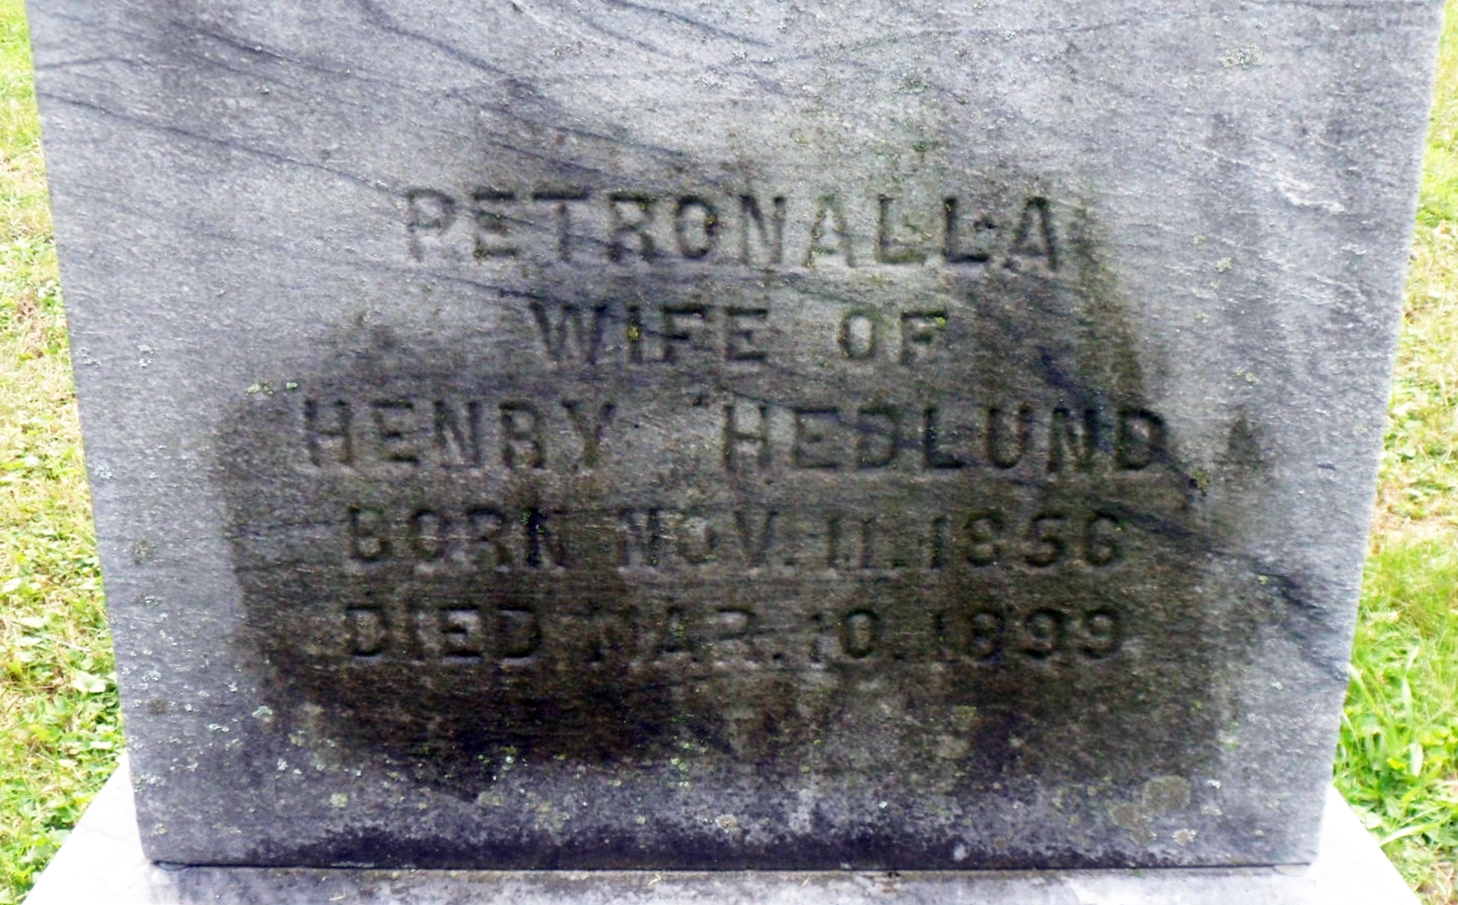 PETRONALLA
WIFE OF
HENRY HEDLUND
BORN NOV. 11. 1856
DIED MAR. 10. 1899